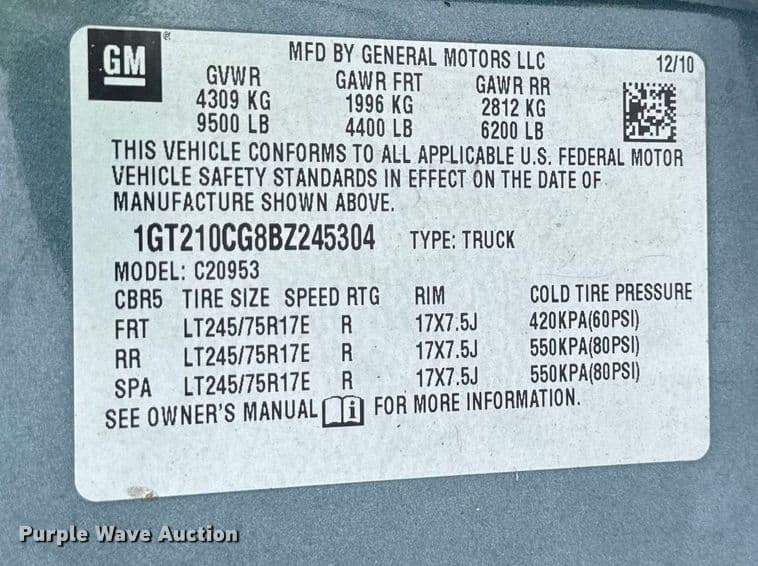 GM ® MFD BY GENERAL MOTORS LLC 12/10
GVWR GAWR FRT GAWR RR
4309 KG 1996 KG 2812 KG
9500 LB 4400 LB 6200 LB
THIS VEHICLE CONFORMS TO ALL APPLICABLE U.S. FEDERAL MOTOR
VEHICLE SAFETY STANDARDS IN EFFECT ON THE DATE OF
MANUFACTURE SHOWN ABOVE.
1GT210CG8BZ245304 TYPE: TRUCK
MODEL: C20953
CBR5 TIRE SIZE SPEED RTG RIM COLD TIRE PRESSURE
FRT LT245/75R17E R 17X7.5J 420KPA(60PSI)
RR LT245/75R17E R 17X7.5J 550KPA(80PSI)
SPA LT245/75R17E R 17X7.5J 550KPA(80PSI)
SEE OWNER'S MANUAL i FOR MORE INFORMATION.
Purple Wave Auction